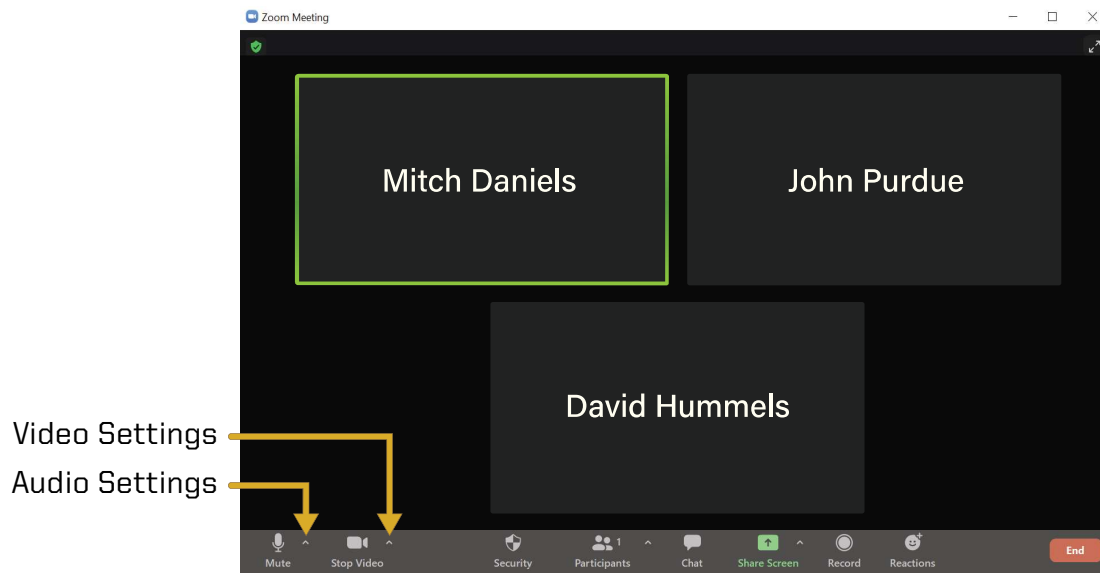 Zoom Meeting
Mitch Daniels
John Purdue
David Hummels
Video Settings
Audio Settings
Mute
Stop Video
Security
Participants
1
Chat
Share Screen
Record
Reactions
End